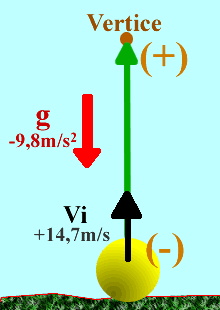 Vertice
(+)
g
-9,8m/s²
Vi
+14,7m/s
(-)